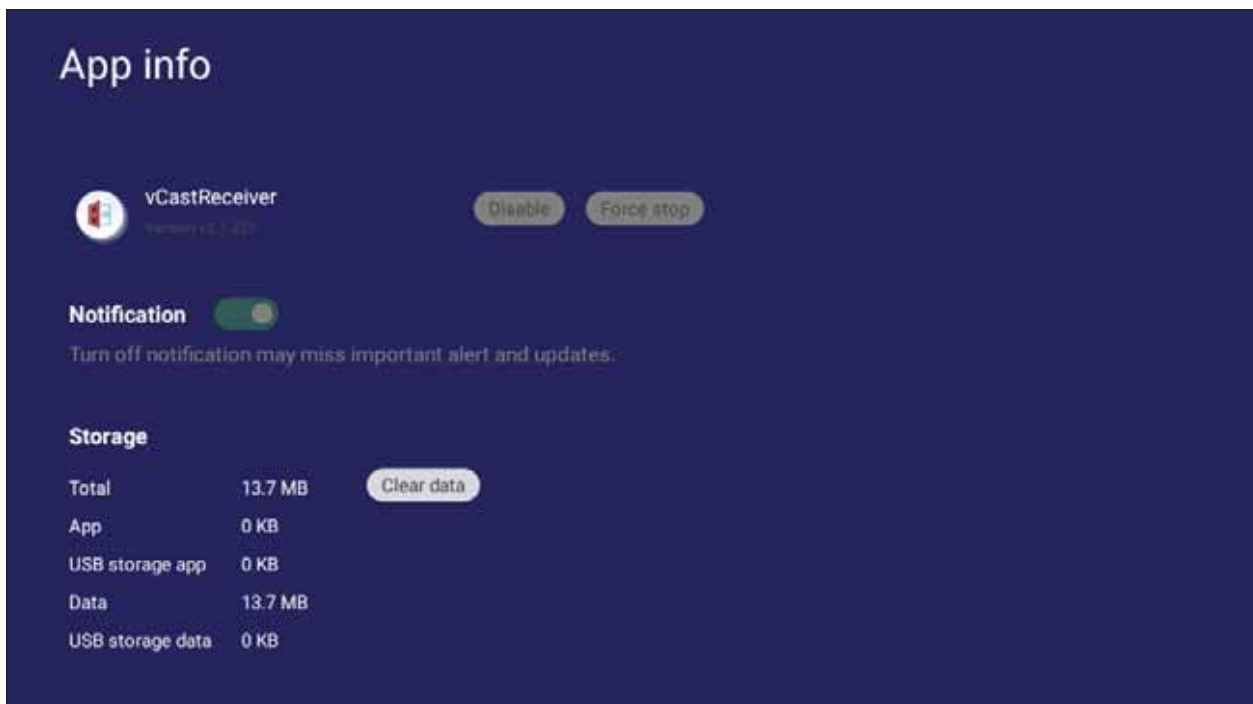 App info
vCastReceiver
Disable Force stop
Notification
Turn off notification may miss important alert and updates.
Storage
Total 13.7 MB Clear data
App 0 KB
USB storage app 0 KB
Data 13.7 MB
USB storage data 0 KB